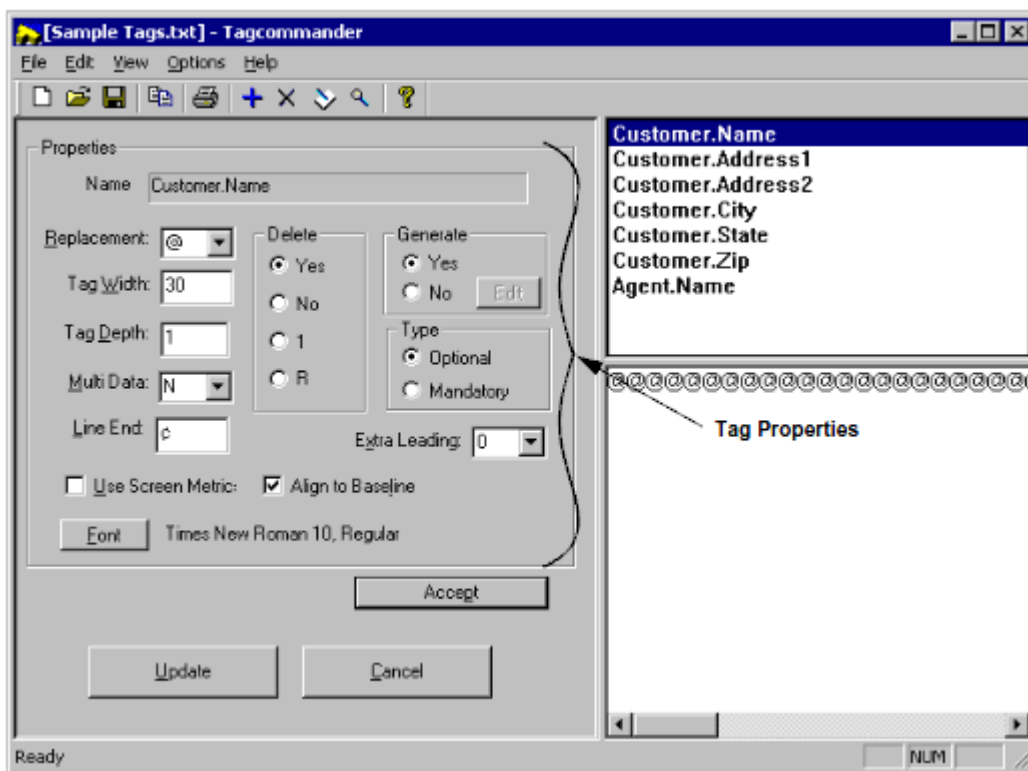 [Sample Tags.txt] - Tagcommander
File Edit View Options Help
Properties
Name Customer.Name
Replacement: @
Tag Width: 30
Tag Depth: 1
Multi Data: N
Line End: ¢
Delete
Yes
No
1
R
Generate
Yes
No Edit
Type
Optional
Mandatory
Extra Leading: 0
Use Screen Metric:
Align to Baseline
Font Times New Roman 10, Regular
Accept
Update Cancel
Customer.Name
Customer.Address1
Customer.Address2
Customer.City
Customer.State
Customer.Zip
Agent.Name
@@@@@@@@@@@@@@@@@@@@@@
Tag Properties
Ready NUM